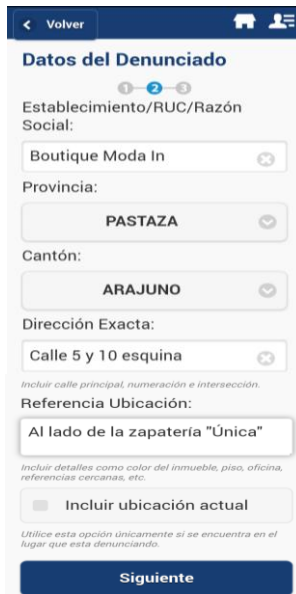 Volver
Datos del Denunciado
1 2 3
Establecimiento/RUC/Razón
Social:
Boutique Moda In
Provincia:
PASTAZA
Cantón:
ARAJUNO
Dirección Exacta:
Calle 5 y 10 esquina
Incluir calle principal, numeración e intersección.
Referencia Ubicación:
Al lado de la zapatería "Única"
Incluir detalles como color del inmueble, piso, oficina,
referencias cercanas, etc.
Incluir ubicación actual
Utilice esta opción únicamente si se encuentra en el
lugar que esta denunciando.
Siguiente